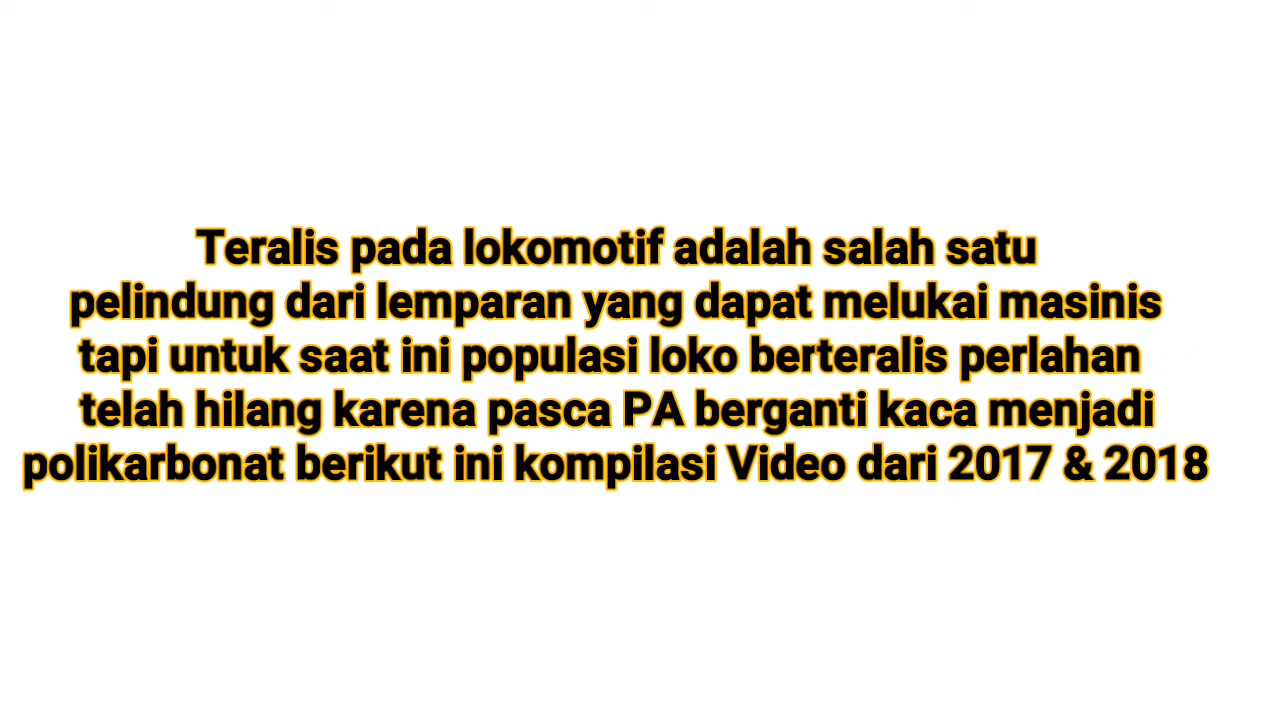 Teralis pada lokomotif adalah salah satu
pelindung dari lemparan yang dapat melukai masinis
tapi untuk saat ini populasi loko berteralis perlahan
telah hilang karena pasca PA berganti kaca menjadi
polikarbonat berikut ini kompilasi Video dari 2017 & 2018